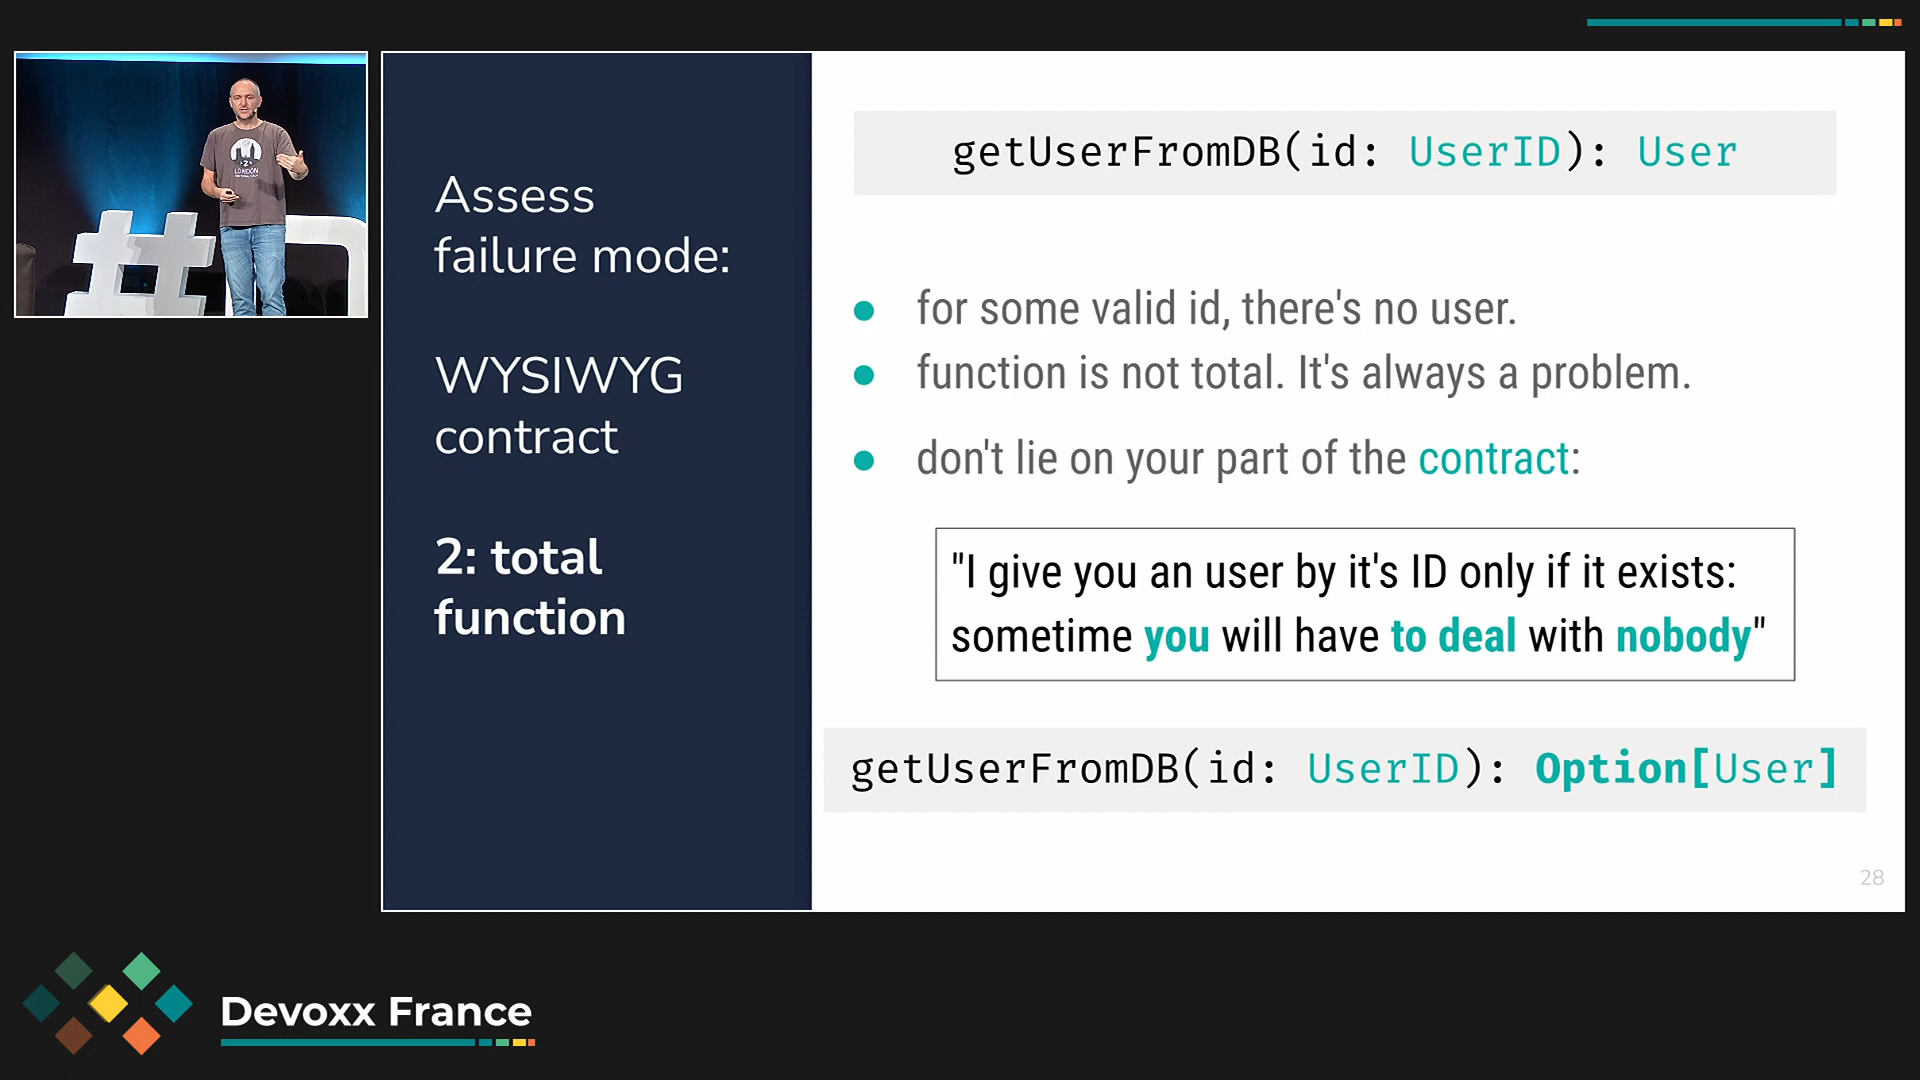 LONDON
Assess
failure mode:
WYSIWYG
contract
2: total
function
getUserFromDB(id: UserID): User
● for some valid id, there's no user.
● function is not total. It's always a problem.
● don't lie on your part of the contract:
"I give you an user by it's ID only if it exists:
sometime you will have to deal with nobody"
getUserFromDB(id: UserID): Option[User]
28
Devoxx France